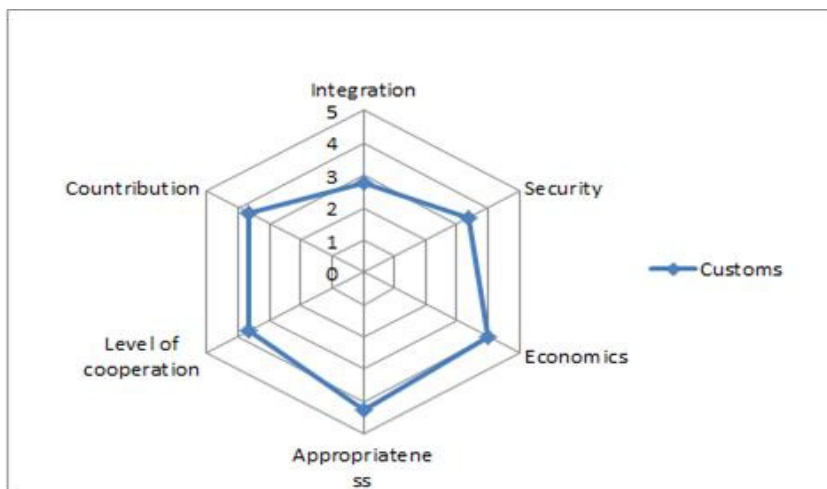 Integration
5
4
3
2
1
0
Security
Economics
Appropriatene
ss
Level of
cooperation
Countribution
Customs